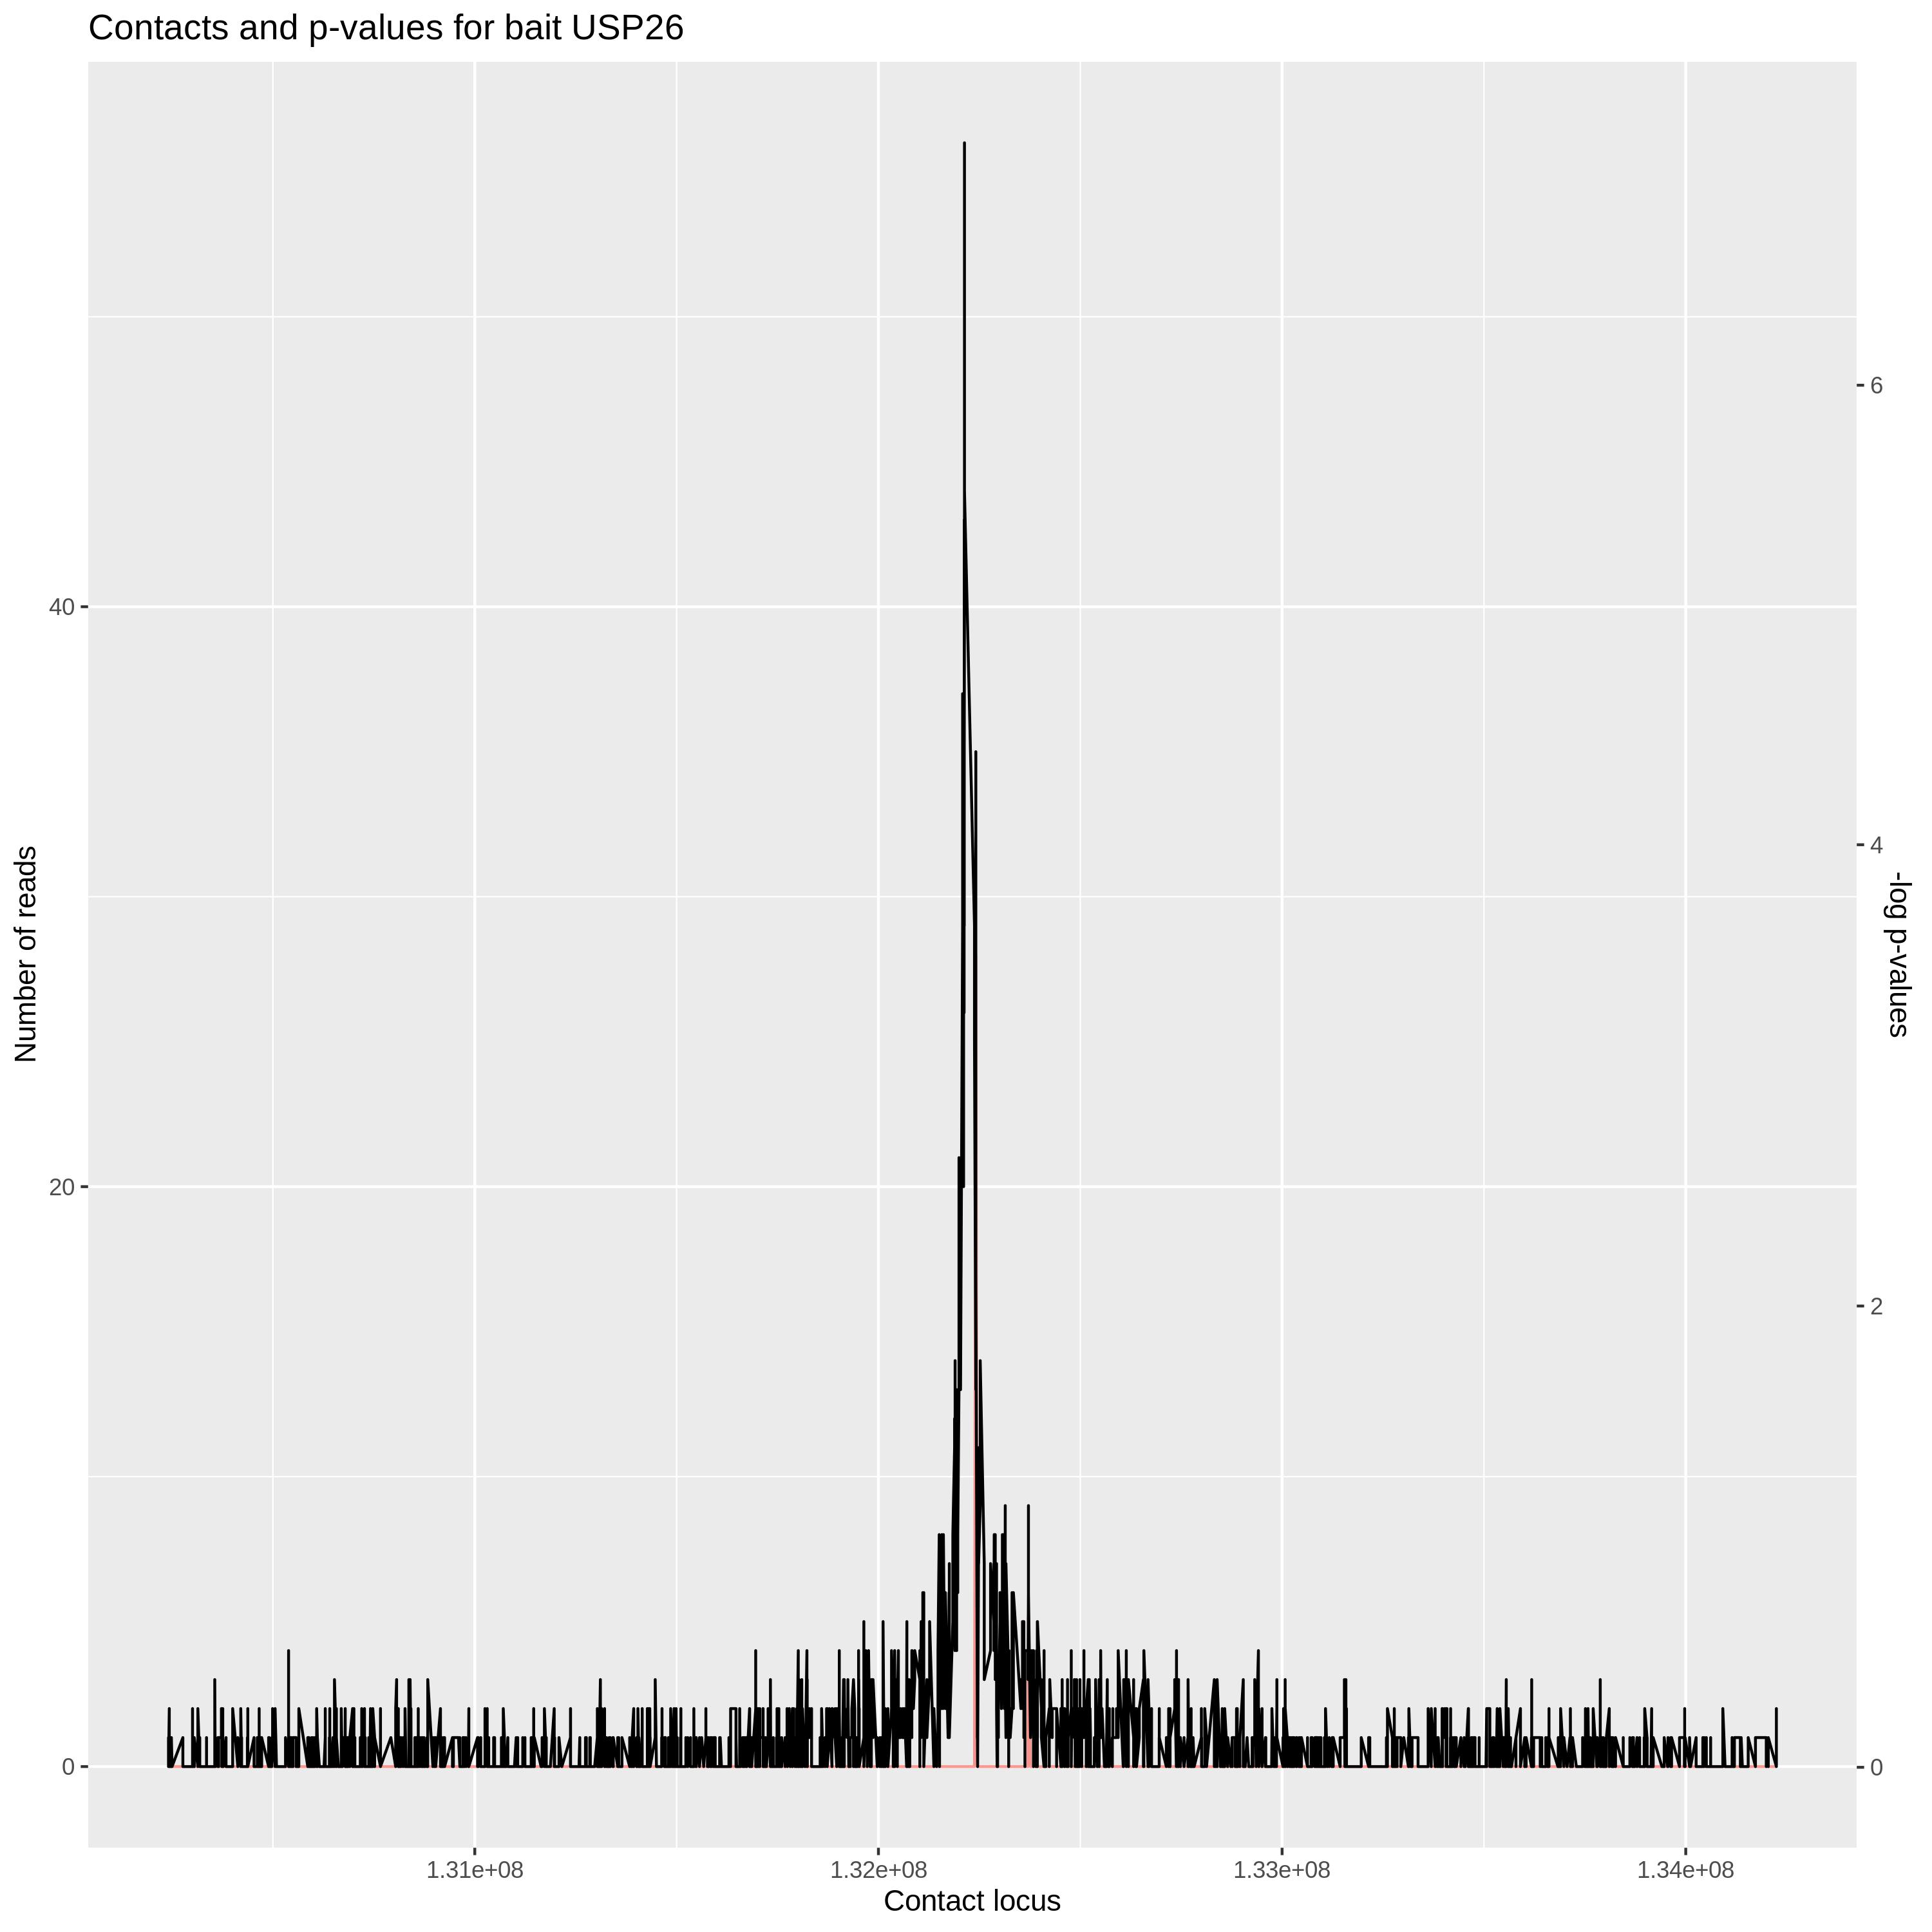 Contacts and p-values for bait USP26
Number of reads
40
20
0
6
4
2
0
-log p-values
1.31e+08
1.32e+08
1.33e+08
1.34e+08
Contact locus